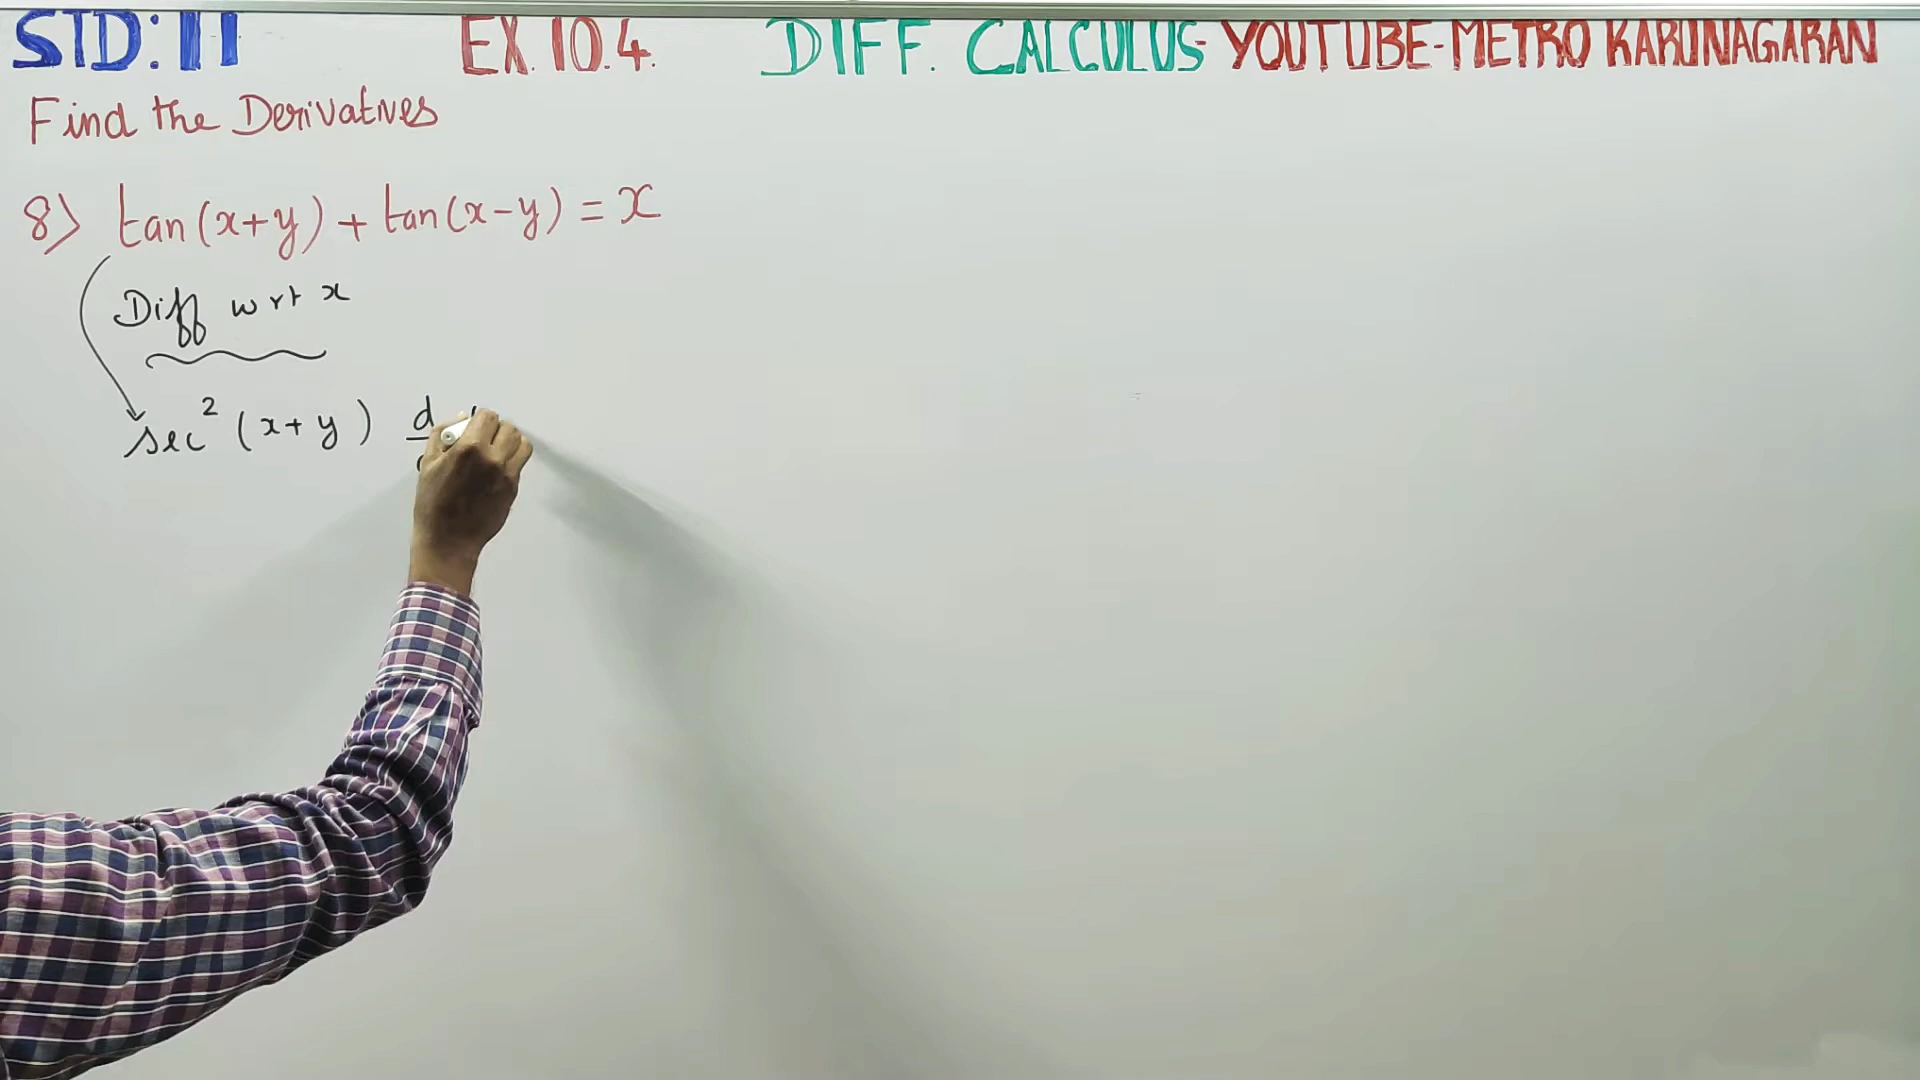 STD: 11 EX. 10.4. DIFF. CALCULUS- YOUTUBE-METRO KARUNAGARAN
Find the Derivatives
8) tan(x+y) + tan(x-y) = x
Diff wrt x
sec² (x+y) d